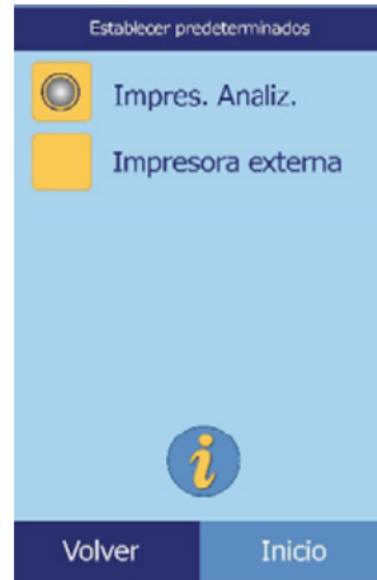 Establecer predeterminados
Impres. Analiz.
Impresora externa
i
Volver
Inicio